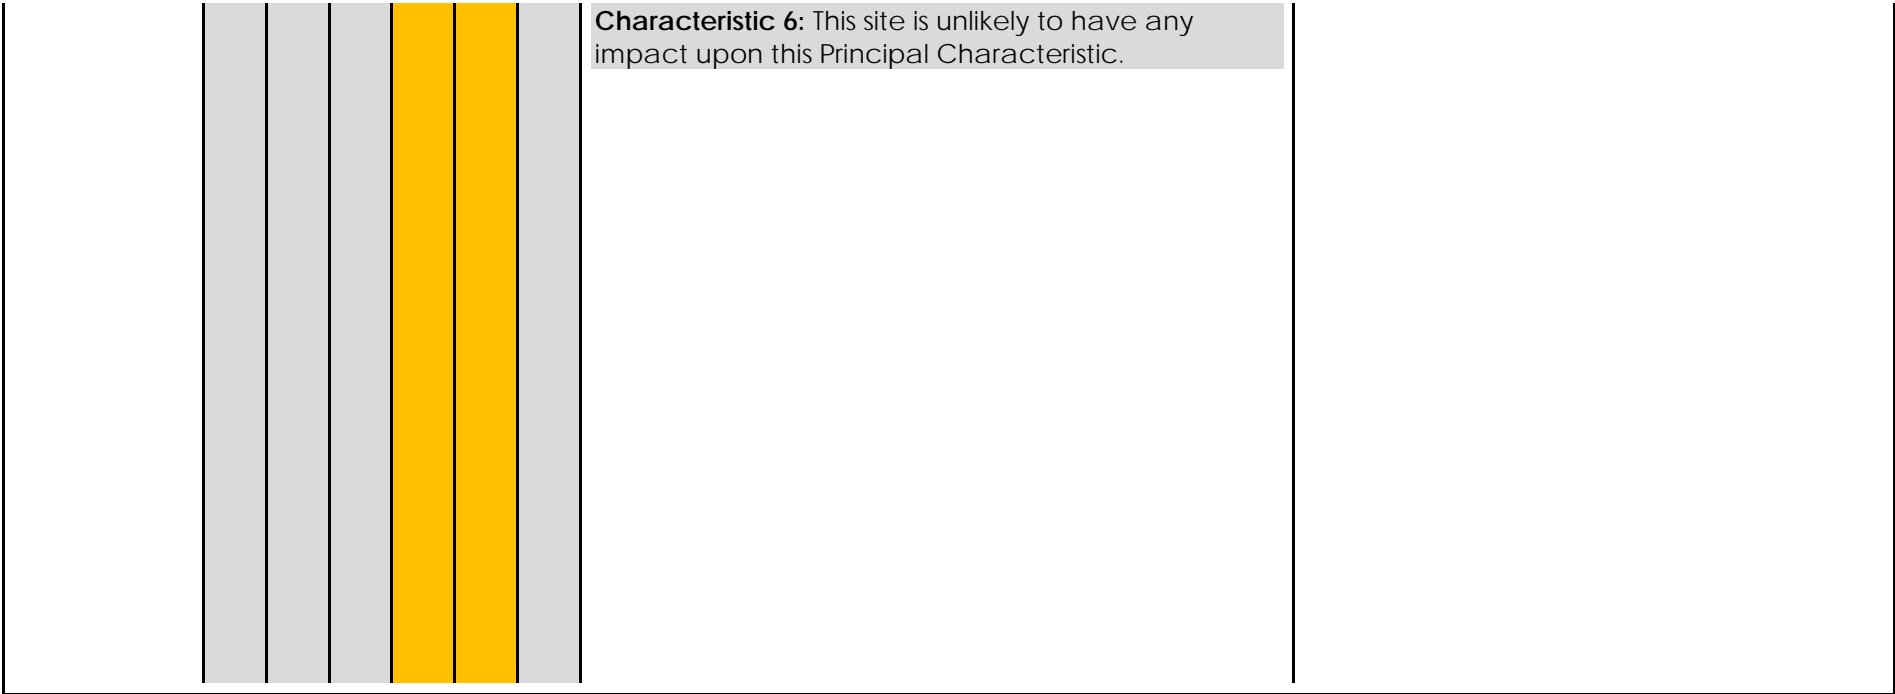 Characteristic 6: This site is unlikely to have any
impact upon this Principal Characteristic.